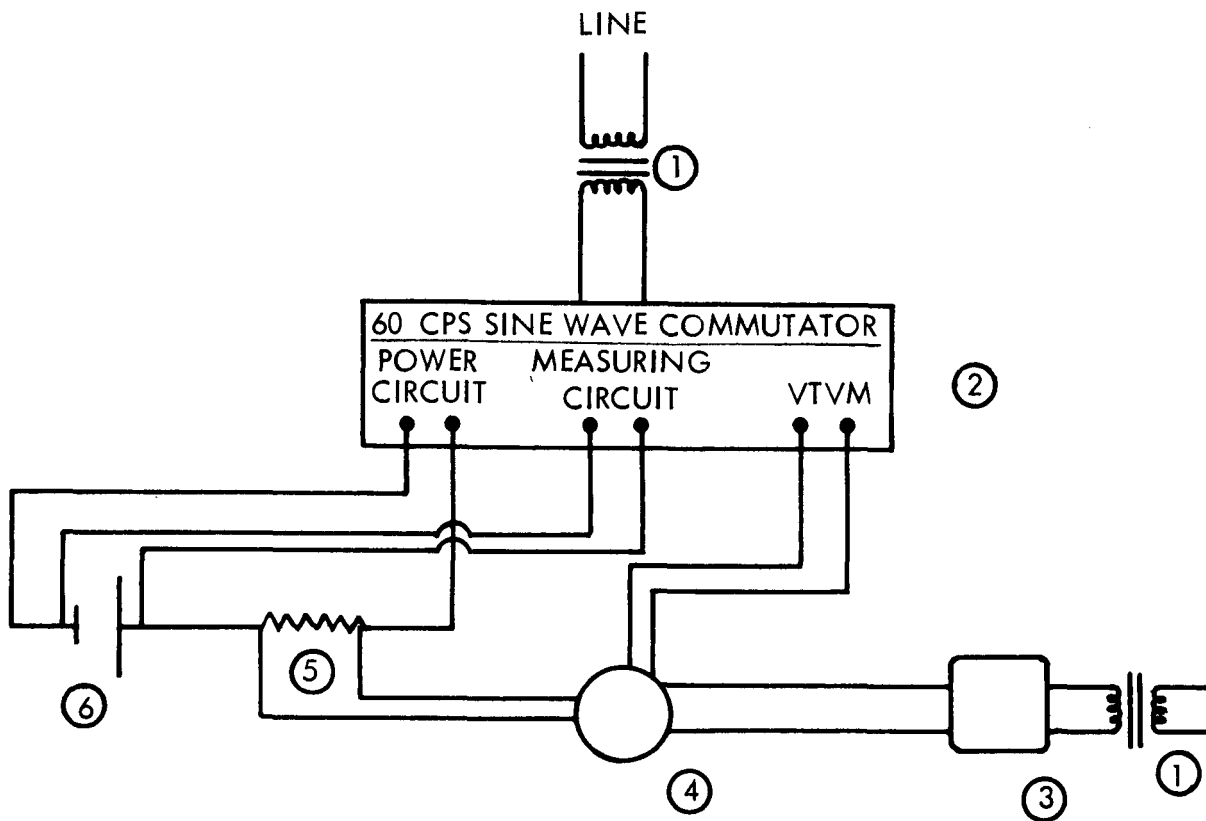 LINE
1
60 CPS SINE WAVE COMMUTATOR
POWER CIRCUIT
MEASURING CIRCUIT
VTVM
2
5
6
4
3
1